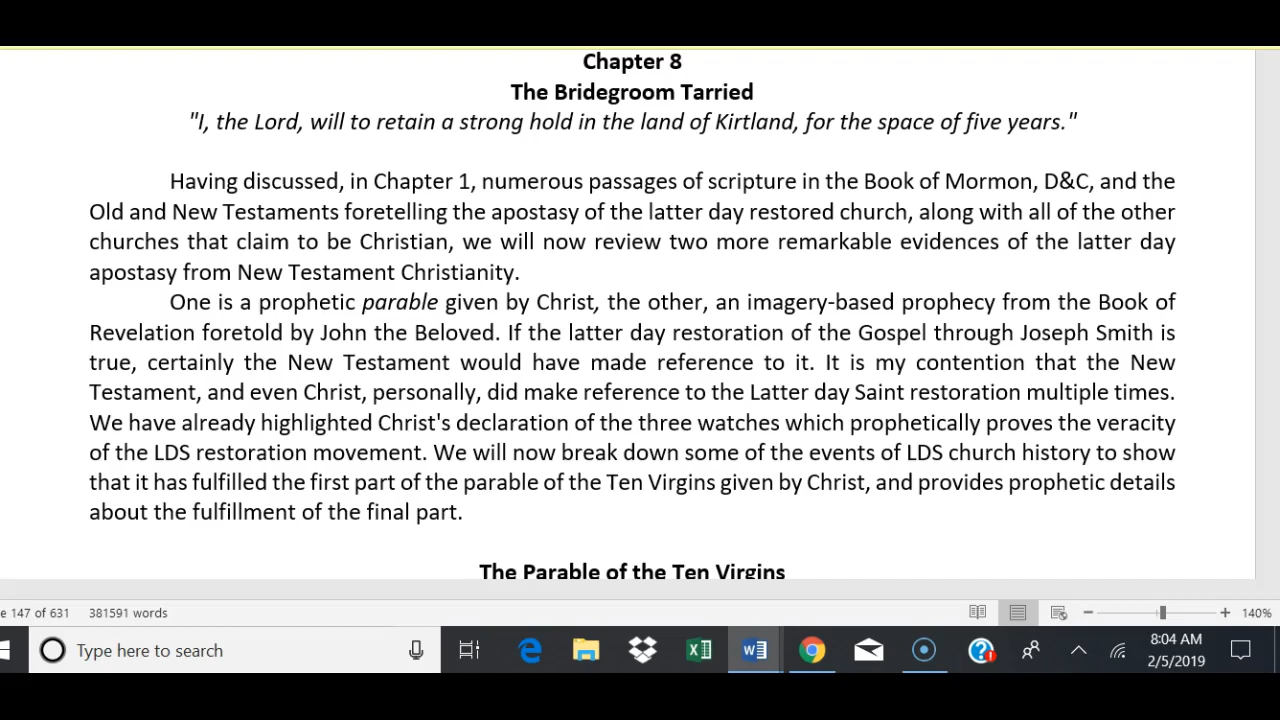 Chapter 8
The Bridegroom Tarried
"I, the Lord, will to retain a strong hold in the land of Kirtland, for the space of five years."
Having discussed, in Chapter 1, numerous passages of scripture in the Book of Mormon, D&C, and the
Old and New Testaments foretelling the apostasy of the latter day restored church, along with all of the other
churches that claim to be Christian, we will now review two more remarkable evidences of the latter day
apostasy from New Testament Christianity.
One is a prophetic parable given by Christ, the other, an imagery-based prophecy from the Book of
Revelation foretold by John the Beloved. If the latter day restoration of the Gospel through Joseph Smith is
true, certainly the New Testament would have made reference to it. It is my contention that the New
Testament, and even Christ, personally, did make reference to the Latter day Saint restoration multiple times.
We have already highlighted Christ's declaration of the three watches which prophetically proves the veracity
of the LDS restoration movement. We will now break down some of the events of LDS church history to show
that it has fulfilled the first part of the parable of the Ten Virgins given by Christ, and provides prophetic details
about the fulfillment of the final part.
The Parable of the Ten Virgins
e 147 of 631 381591 words 140%
Type here to search
8:04 AM
2/5/2019